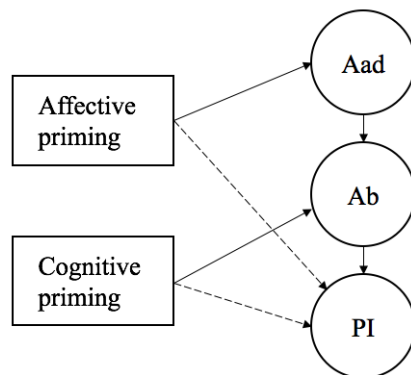 Aad
Affective
priming
Ab
Cognitive
priming
PI